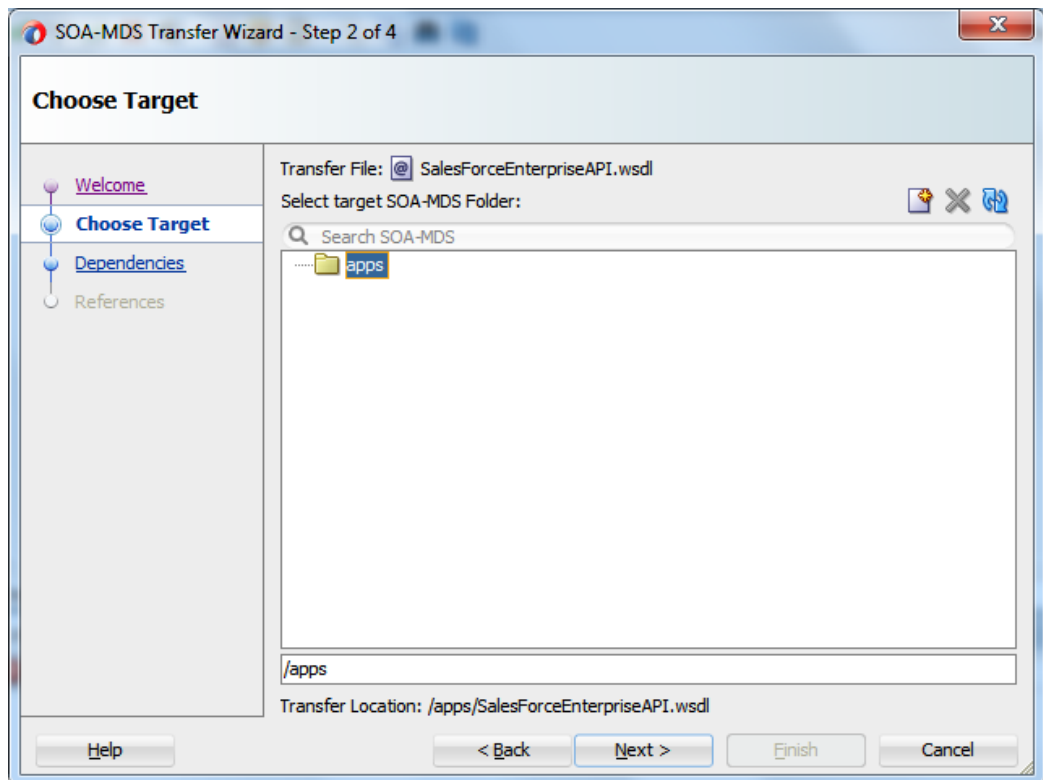 SOA-MDS Transfer Wizard - Step 2 of 4
Choose Target
Welcome
Choose Target
Dependencies
References
Transfer File: SalesForceEnterpriseAPI.wsdl
Select target SOA-MDS Folder:
Search SOA-MDS
apps
/apps
Transfer Location: /apps/SalesForceEnterpriseAPI.wsdl
Help < Back Next > Finish Cancel